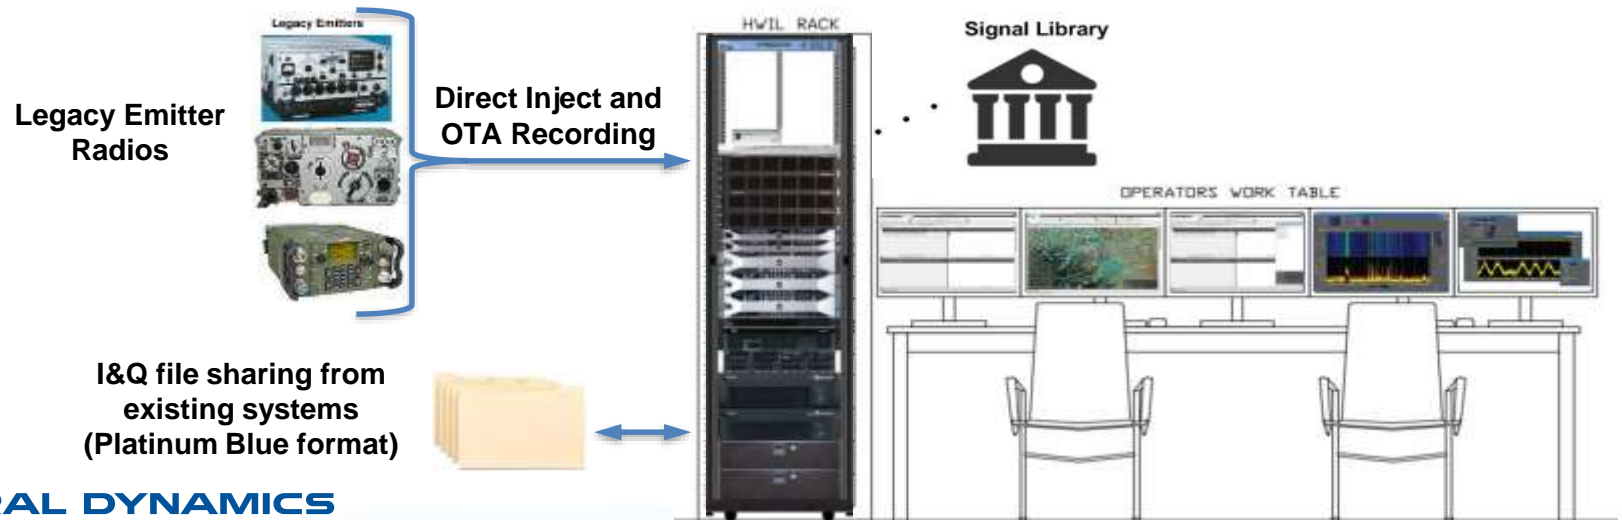 Legacy Emitters
HWIL RACK
Signal Library
Legacy Emitter
Radios
Direct Inject and
OTA Recording
OPERATORS WORK TABLE
I&Q file sharing from
existing systems
(Platinum Blue format)
RAL DYNAMICS